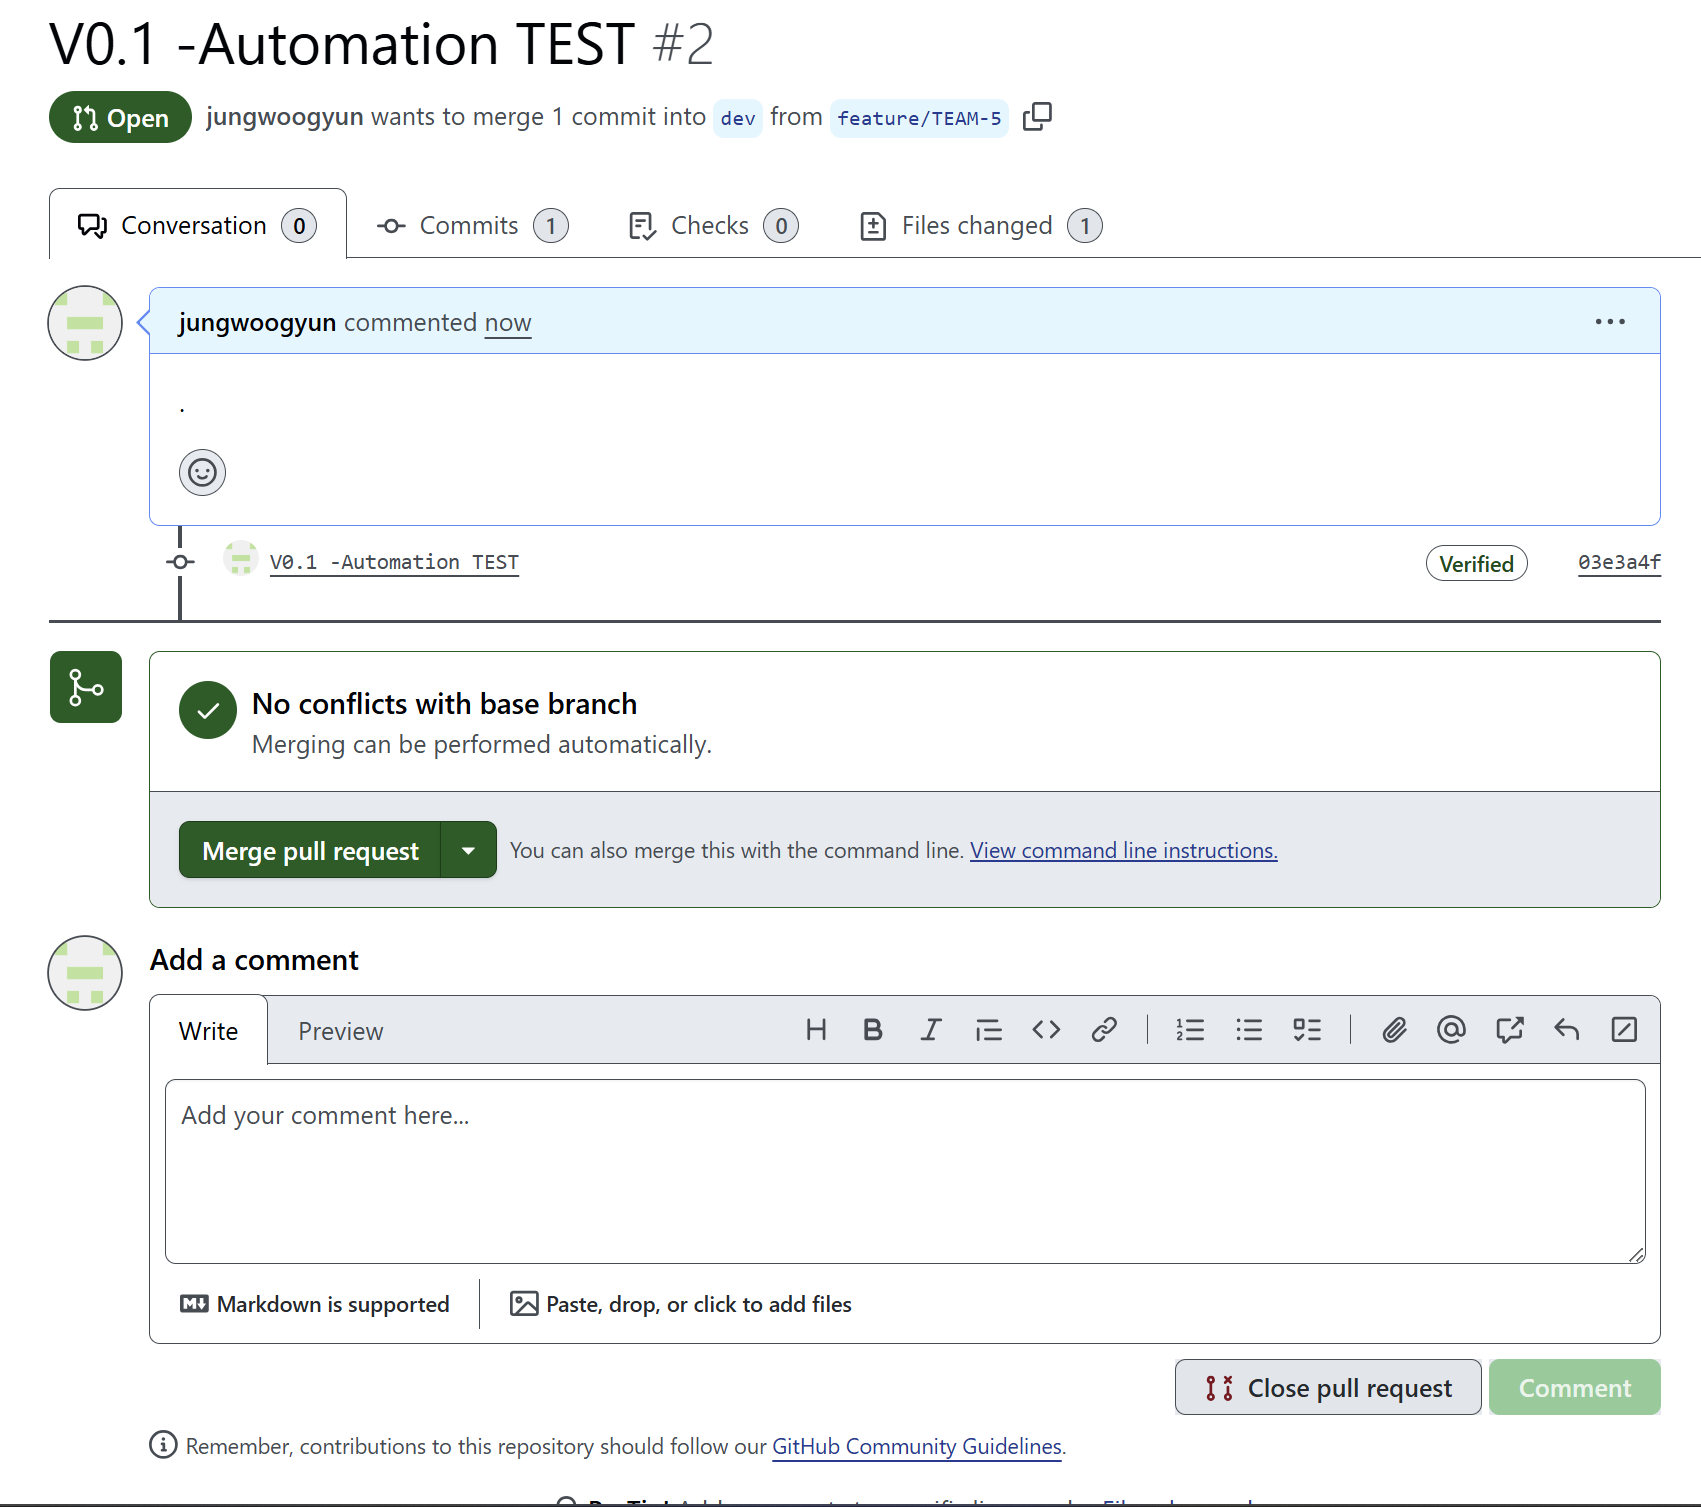 V0.1 -Automation TEST #2
Open jungwoogyun wants to merge 1 commit into dev from feature/TEAM-5
Conversation 0 Commits 1 Checks 0 Files changed 1
jungwoogyun commented now
.
V0.1 -Automation TEST Verified 03e3a4f
No conflicts with base branch
Merging can be performed automatically.
Merge pull request You can also merge this with the command line. View command line instructions.
Add a comment
Write Preview
Add your comment here...
Markdown is supported Paste, drop, or click to add files
Close pull request Comment
Remember, contributions to this repository should follow our GitHub Community Guidelines.